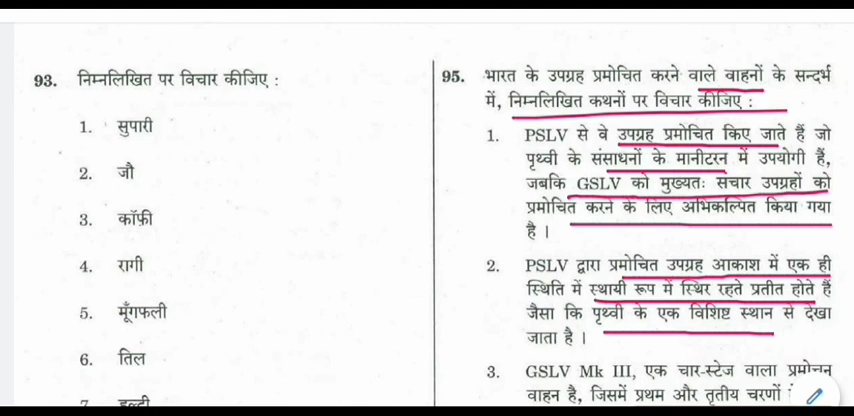 93. निम्नलिखित पर विचार कीजिए :
1. सुपारी
2. जौ
3. कॉफ़ी
4. रागी
5. मूँगफली
6. तिल
7. हल्दी
95. भारत के उपग्रह प्रमोचित करने वाले वाहनों के सन्दर्भ
में, निम्नलिखित कथनों पर विचार कीजिए :
1. PSLV से वे उपग्रह प्रमोचित किए जाते हैं जो
पृथ्वी के संसाधनों के मानीटरन में उपयोगी हैं,
जबकि GSLV को मुख्यतः संचार उपग्रहों को
प्रमोचित करने के लिए अभिकल्पित किया गया
है ।
2. PSLV द्वारा प्रमोचित उपग्रह आकाश में एक ही
स्थिति में स्थायी रूप में स्थिर रहते प्रतीत होते हैं
जैसा कि पृथ्वी के एक विशिष्ट स्थान से देखा
जाता है ।
3. GSLV Mk III, एक चार-स्टेज वाला प्रमोचन
वाहन है, जिसमें प्रथम और तृतीय चरणों